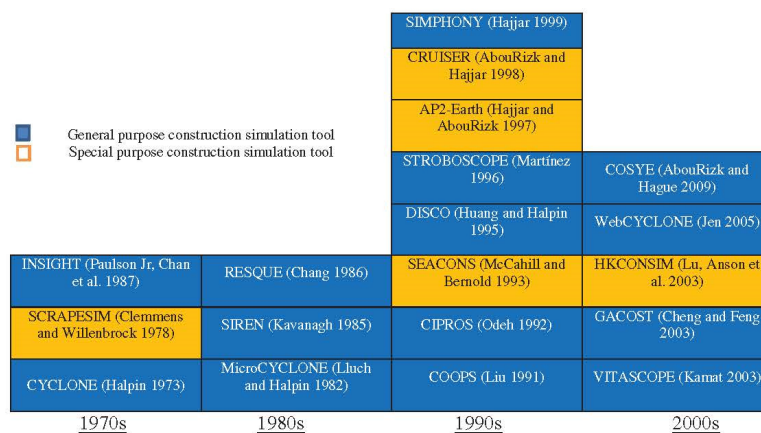 SIMPHONY (Hajjar 1999)
CRUISER (AbouRizk and
Hajjar 1998)
AP2-Earth (Hajjar and
AbouRizk 1997)
General purpose construction simulation tool
Special purpose construction simulation tool
STROBOSCOPE (Martínez
1996)
COSYE (AbouRizk and
Hague 2009)
DISCO (Huang and Halpin
1995)
WebCYCLONE (Jen 2005)
INSIGHT (Paulson Jr, Chan
et al. 1987)
RESQUE (Chang 1986)
SEACONS (McCahill and
Bernold 1993)
HKCONSIM (Lu, Anson et
al. 2003)
SCRAPESIM (Clemmens
and Willenbrock 1978)
SIREN (Kavanagh 1985)
CIPROS (Odeh 1992)
GACOST (Cheng and Feng
2003)
CYCLONE (Halpin 1973)
MicroCYCLONE (Lluch
and Halpin 1982)
COOPS (Liu 1991)
VITASCOPE (Kamat 2003)
1970s
1980s
1990s
2000s